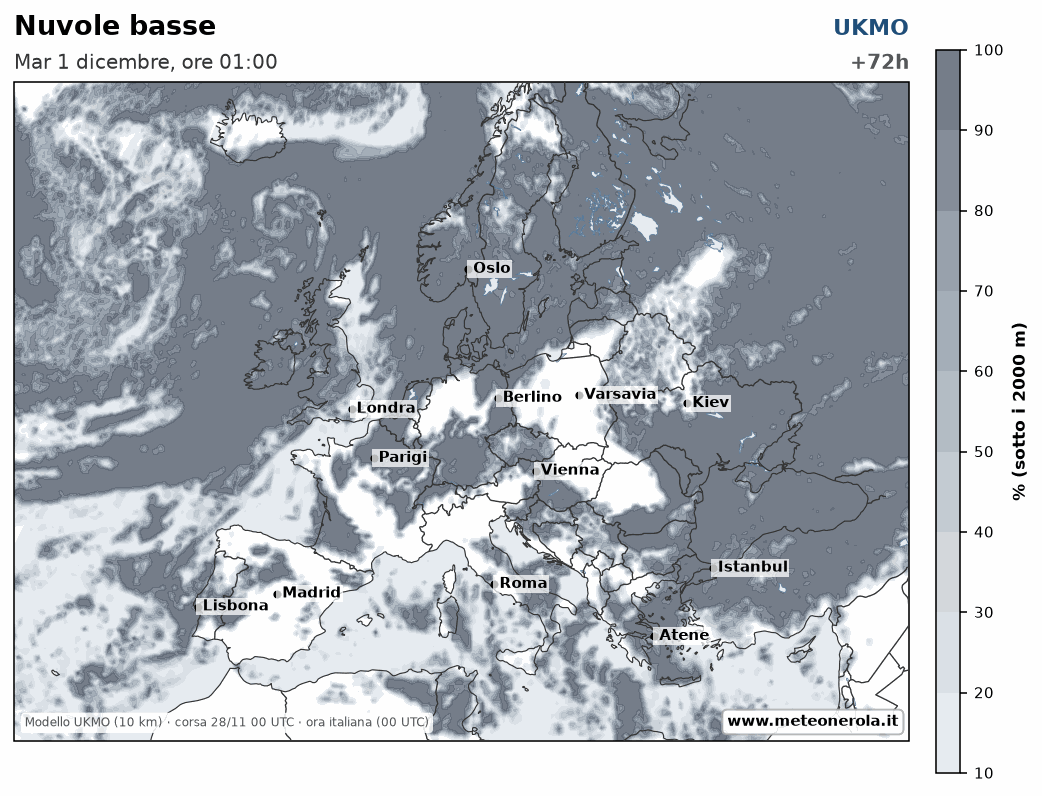 Nuvole basse
UKMO
Mar 1 dicembre, ore 01:00
+72h
100
90
80
70
60
50
40
30
20
10
% (sotto i 2000 m)
Oslo
Berlino
Varsavia
Londra
Kiev
Parigi
Vienna
Istanbul
Roma
Madrid
Lisbona
Atene
Modello UKMO (10 km) · corsa 28/11 00 UTC · ora italiana (00 UTC)
www.meteonerola.it